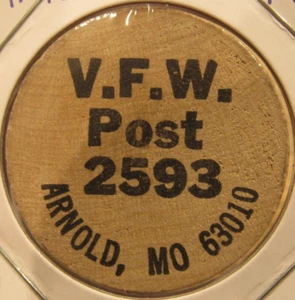 V.F.W.
Post
2593
ARNOLD, MO 63010